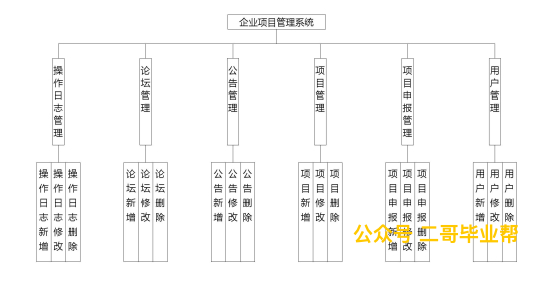 企业项目管理系统
操作日志管理
论坛管理
公告管理
项目管理
项目申报管理
用户管理
操作日志新增
操作日志修改
操作日志删除
论坛新增
论坛修改
论坛删除
公告新增
公告修改
公告删除
项目新增
项目修改
项目删除
项目申报新增
项目申报修改
项目申报删除
用户新增
用户修改
用户删除
公众号 二哥毕业帮